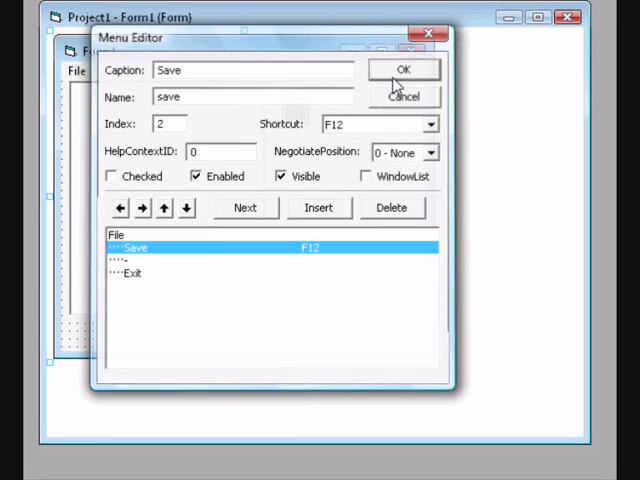 Project1 - Form1 (Form)
Menu Editor
File
Caption: Save
OK
Name: save
Cancel
Index: 2
Shortcut: F12
HelpContextID: 0
NegotiatePosition: 0 - None
Checked
Enabled
Visible
WindowList
Next
Insert
Delete
File
····Save F12
····-
····Exit